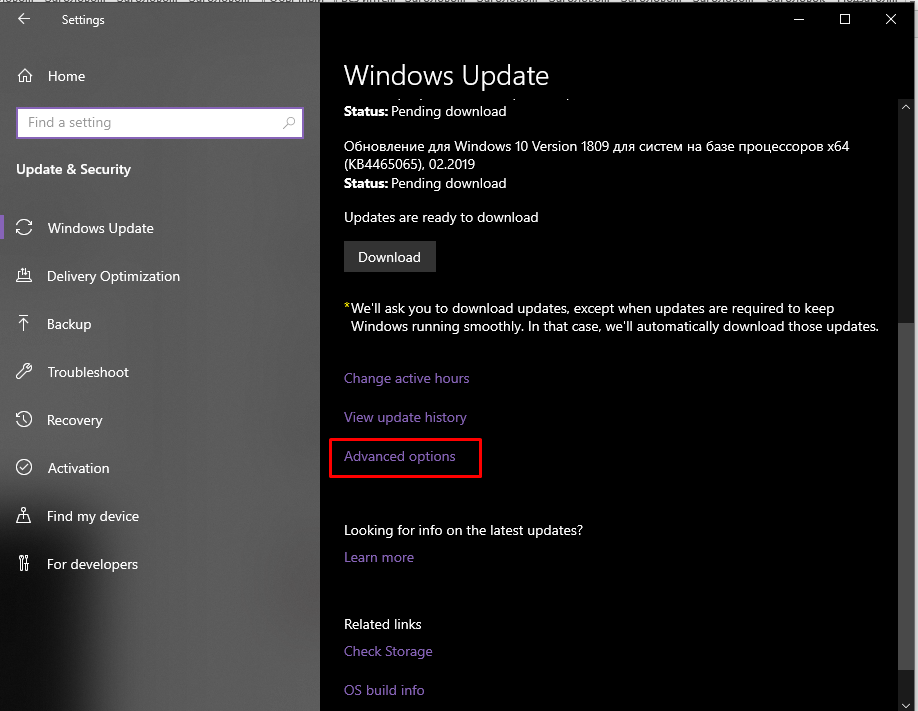 Settings
Home
Find a setting
Update & Security
Windows Update
Delivery Optimization
Backup
Troubleshoot
Recovery
Activation
Find my device
For developers
Windows Update
Status: Pending download
Обновление для Windows 10 Version 1809 для систем на базе процессоров x64
(KB4465065), 02.2019
Status: Pending download
Updates are ready to download
Download
*We'll ask you to download updates, except when updates are required to keep
Windows running smoothly. In that case, we'll automatically download those updates.
Change active hours
View update history
Advanced options
Looking for info on the latest updates?
Learn more
Related links
Check Storage
OS build info